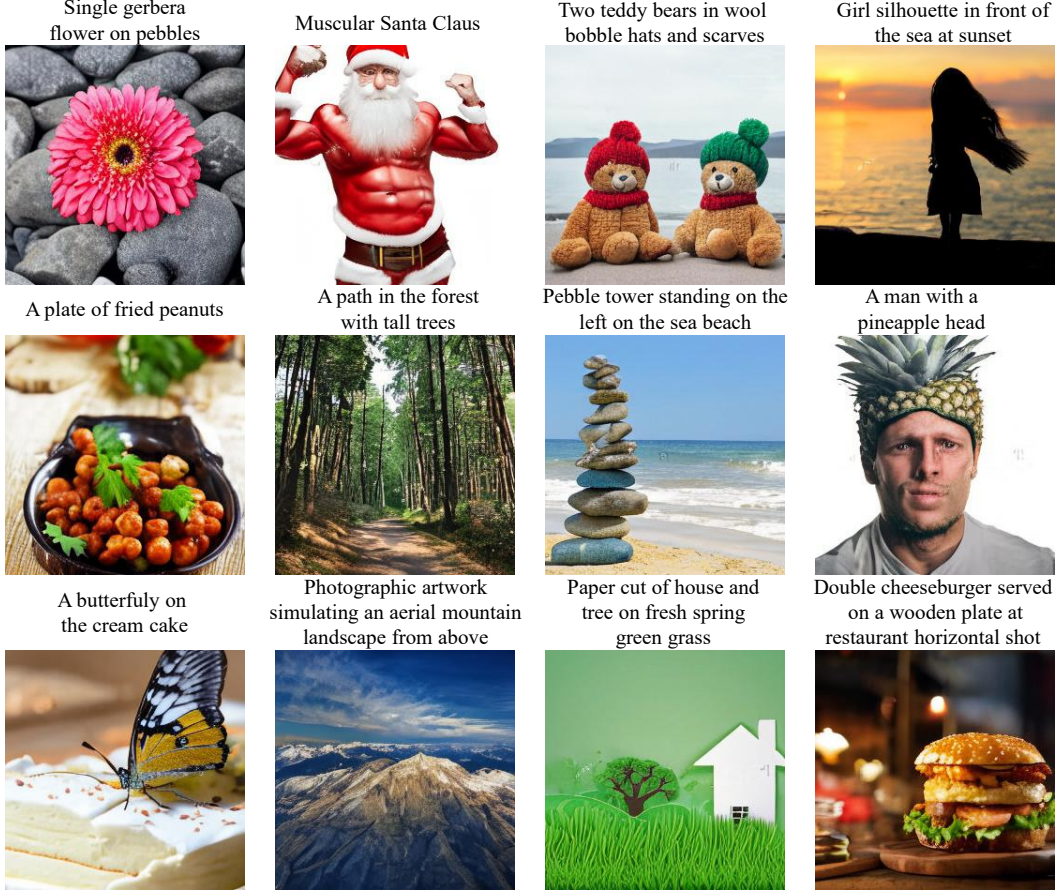 Single gerbera
flower on pebbles
Muscular Santa Claus
Two teddy bears in wool
bobble hats and scarves
Girl silhouette in front of
the sea at sunset
A plate of fried peanuts
A path in the forest
with tall trees
Pebble tower standing on the
left on the sea beach
A man with a
pineapple head
A butterfuly on
the cream cake
Photographic artwork
simulating an aerial mountain
landscape from above
Paper cut of house and
tree on fresh spring
green grass
Double cheeseburger served
on a wooden plate at
restaurant horizontal shot